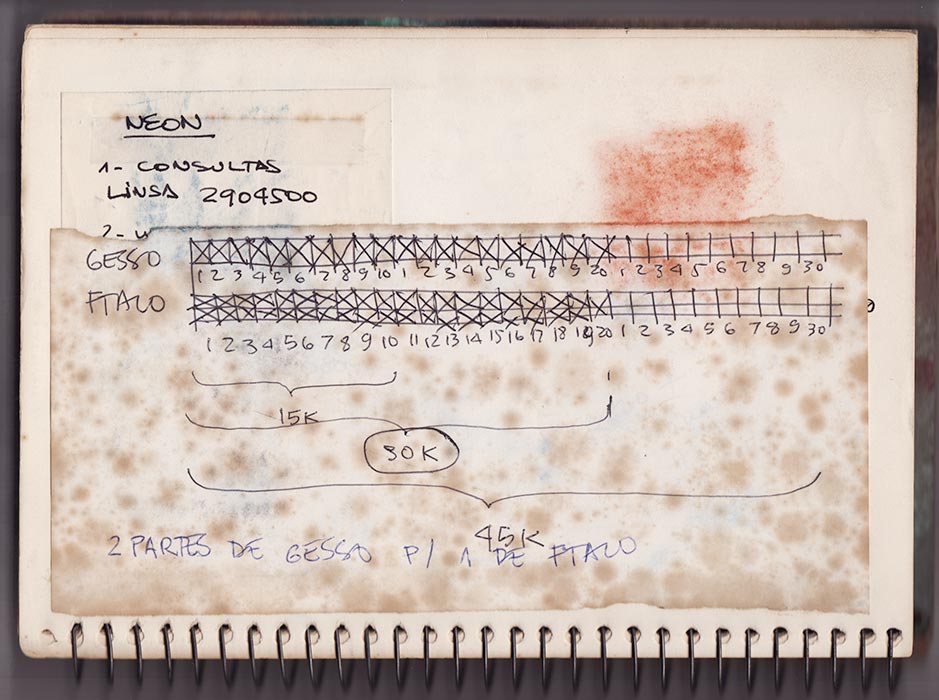 NEON
1- CONSULTAS
LINSA 2904500
2-
GESSO
1 2 3 4 5 6 7 8 9 10 1 2 3 4 5 6 7 8 9 20 1 2 3 4 5 6 7 8 9 30
FTALO
1 2 3 4 5 6 7 8 9 10 11 12 13 14 15 16 17 18 19 20 1 2 3 4 5 6 7 8 9 30
15K
30K
45K
2 PARTES DE GESSO P/ 1 DE FTALO